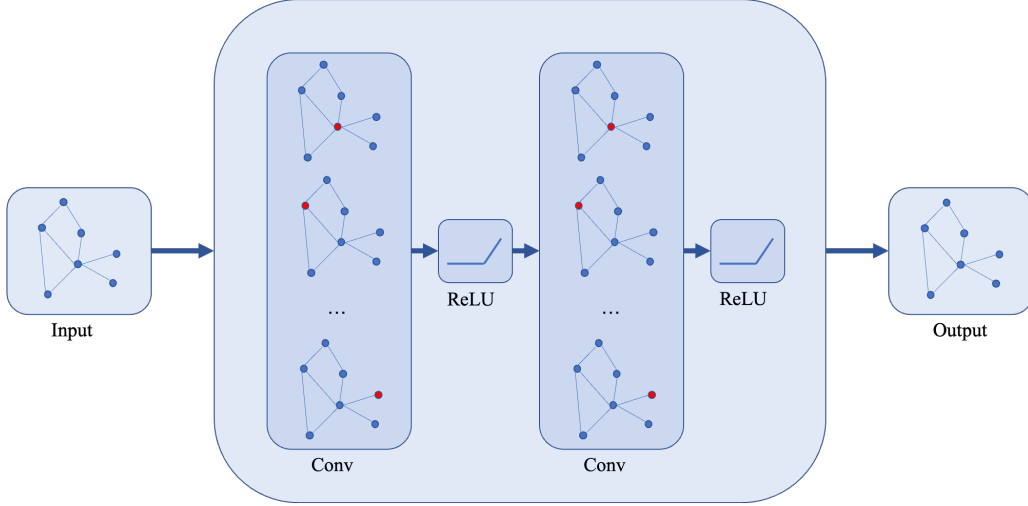 Input
...
Conv
ReLU
...
Conv
ReLU
Output